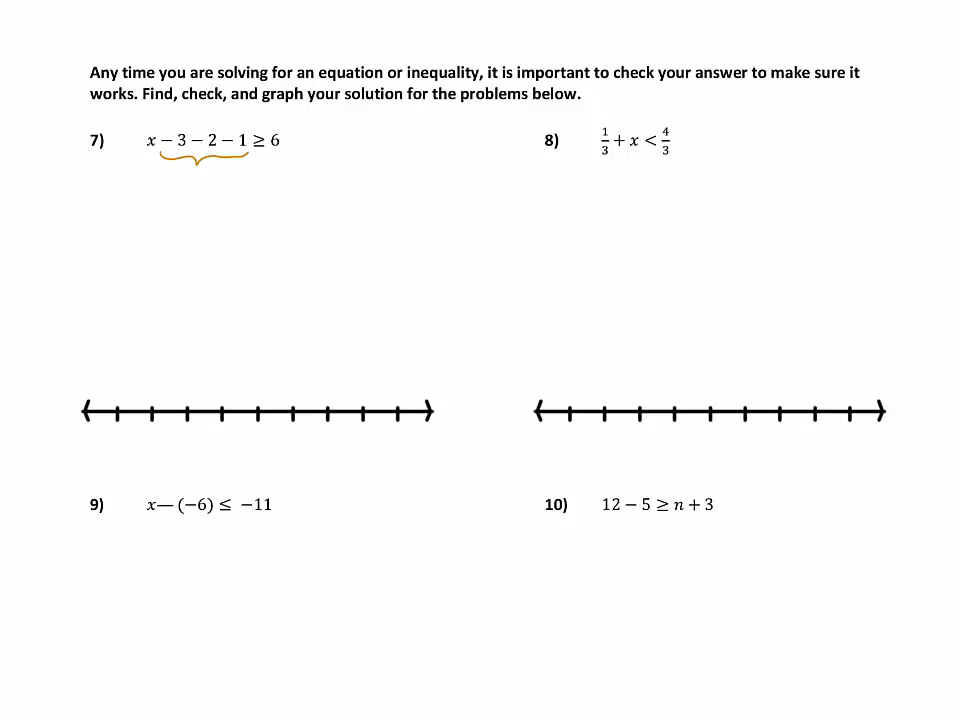 Any time you are solving for an equation or inequality, it is important to check your answer to make sure it
works. Find, check, and graph your solution for the problems below.
7) x − 3 − 2 − 1 ≥ 6
8) 1/3 + x < 4/3
9) x— (−6) ≤ −11
10) 12 − 5 ≥ n + 3